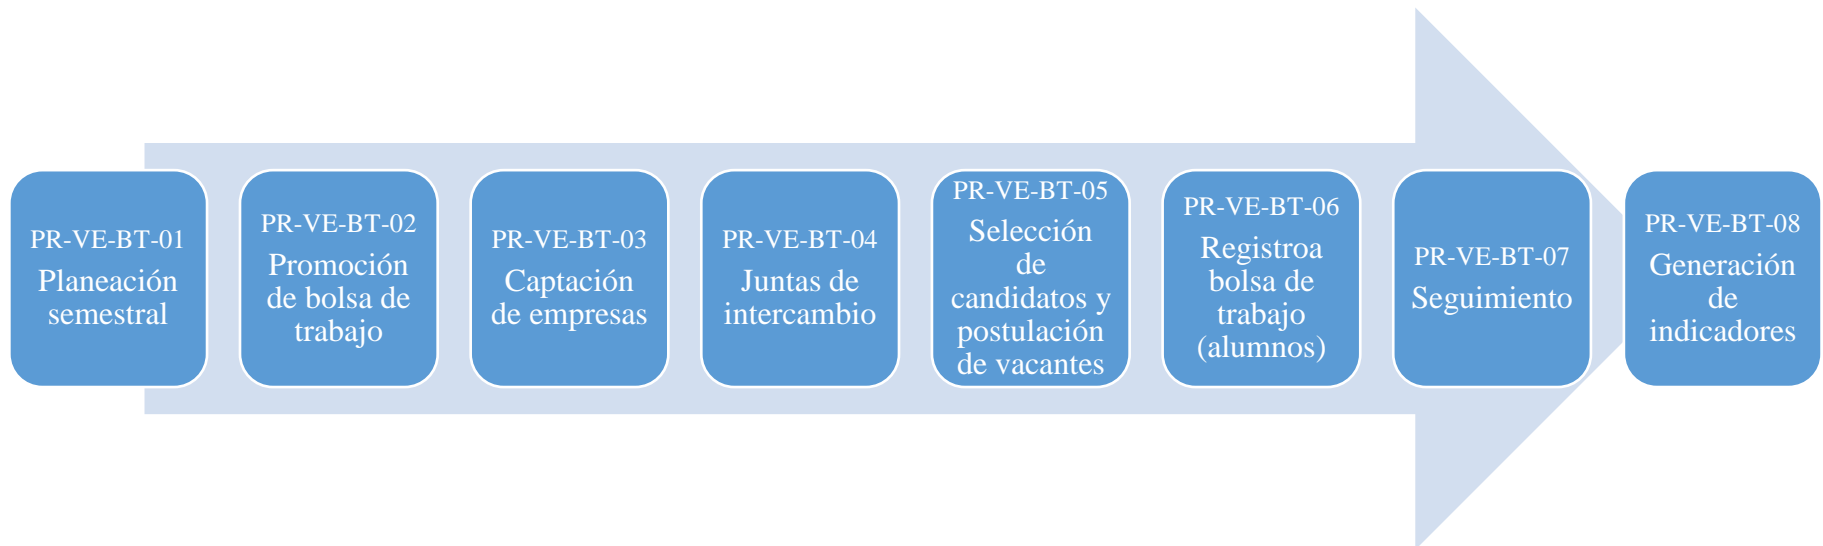 PR-VE-BT-01
Planeación
semestral
PR-VE-BT-02
Promoción
de bolsa de
trabajo
PR-VE-BT-03
Captación
de empresas
PR-VE-BT-04
Juntas de
intercambio
PR-VE-BT-05
Selección
de
candidatos y
postulación
de vacantes
PR-VE-BT-06
Registroa
bolsa de
trabajo
(alumnos)
PR-VE-BT-07
Seguimiento
PR-VE-BT-08
Generación
de
indicadores